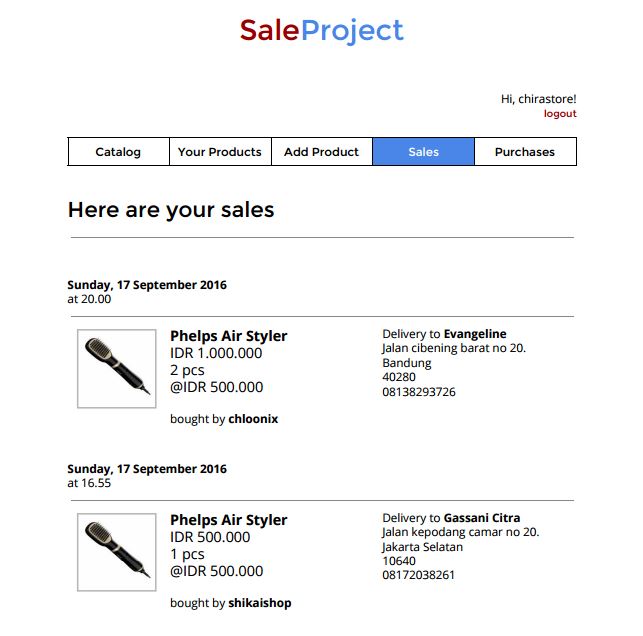 SaleProject
Hi, chirastore!
logout
Catalog Your Products Add Product Sales Purchases
Here are your sales
Sunday, 17 September 2016
at 20.00
Phelps Air Styler
IDR 1.000.000
2 pcs
@IDR 500.000
bought by chloonix
Delivery to Evangeline
Jalan cibening barat no 20.
Bandung
40280
08138293726
Sunday, 17 September 2016
at 16.55
Phelps Air Styler
IDR 500.000
1 pcs
@IDR 500.000
bought by shikaishop
Delivery to Gassani Citra
Jalan kepodang camar no 20.
Jakarta Selatan
10640
08172038261